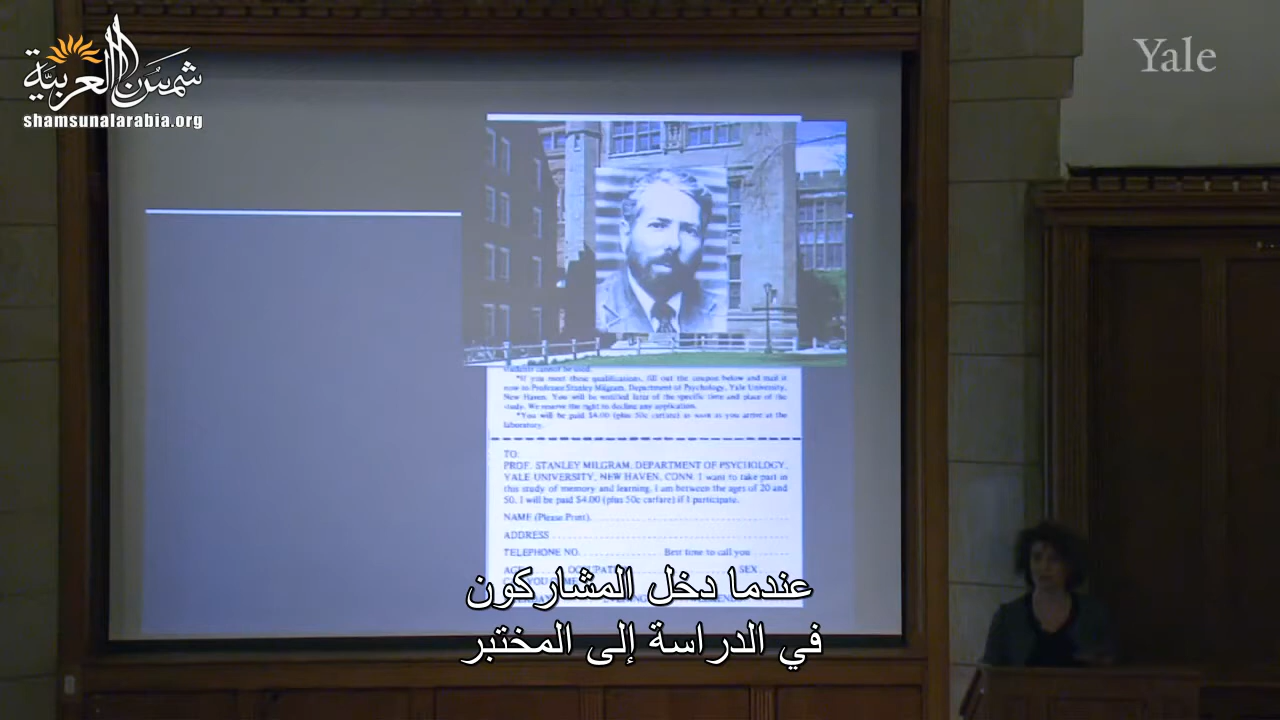 شمس العربية
shamsunalarabia.org
Yale
students cannot be used.
*If you meet these qualifications, fill out the coupon below and mail it
now to Professor Stanley Milgram, Department of Psychology, Yale University,
New Haven. You will be notified later of the specific time and place of the
study. We reserve the right to decline any application.
*You will be paid $4.00 (plus 50c carfare) as soon as you arrive at the
laboratory.
TO:
PROF. STANLEY MILGRAM, DEPARTMENT OF PSYCHOLOGY,
YALE UNIVERSITY, NEW HAVEN, CONN. I want to take part in
this study of memory and learning. I am between the ages of 20 and
50. I will be paid $4.00 (plus 50c carfare) if I participate.
NAME (Please Print).
ADDRESS
TELEPHONE NO. Best time to call you
SEX
عندما دخل المشاركون
في الدراسة إلى المختبر